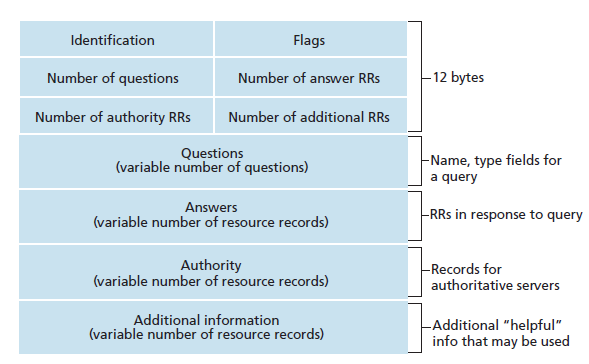 Identification
Flags
Number of questions
Number of answer RRs
12 bytes
Number of authority RRs
Number of additional RRs
Questions
(variable number of questions)
Name, type fields for
a query
Answers
(variable number of resource records)
RRs in response to query
Authority
(variable number of resource records)
Records for
authoritative servers
Additional information
(variable number of resource records)
Additional “helpful”
info that may be used